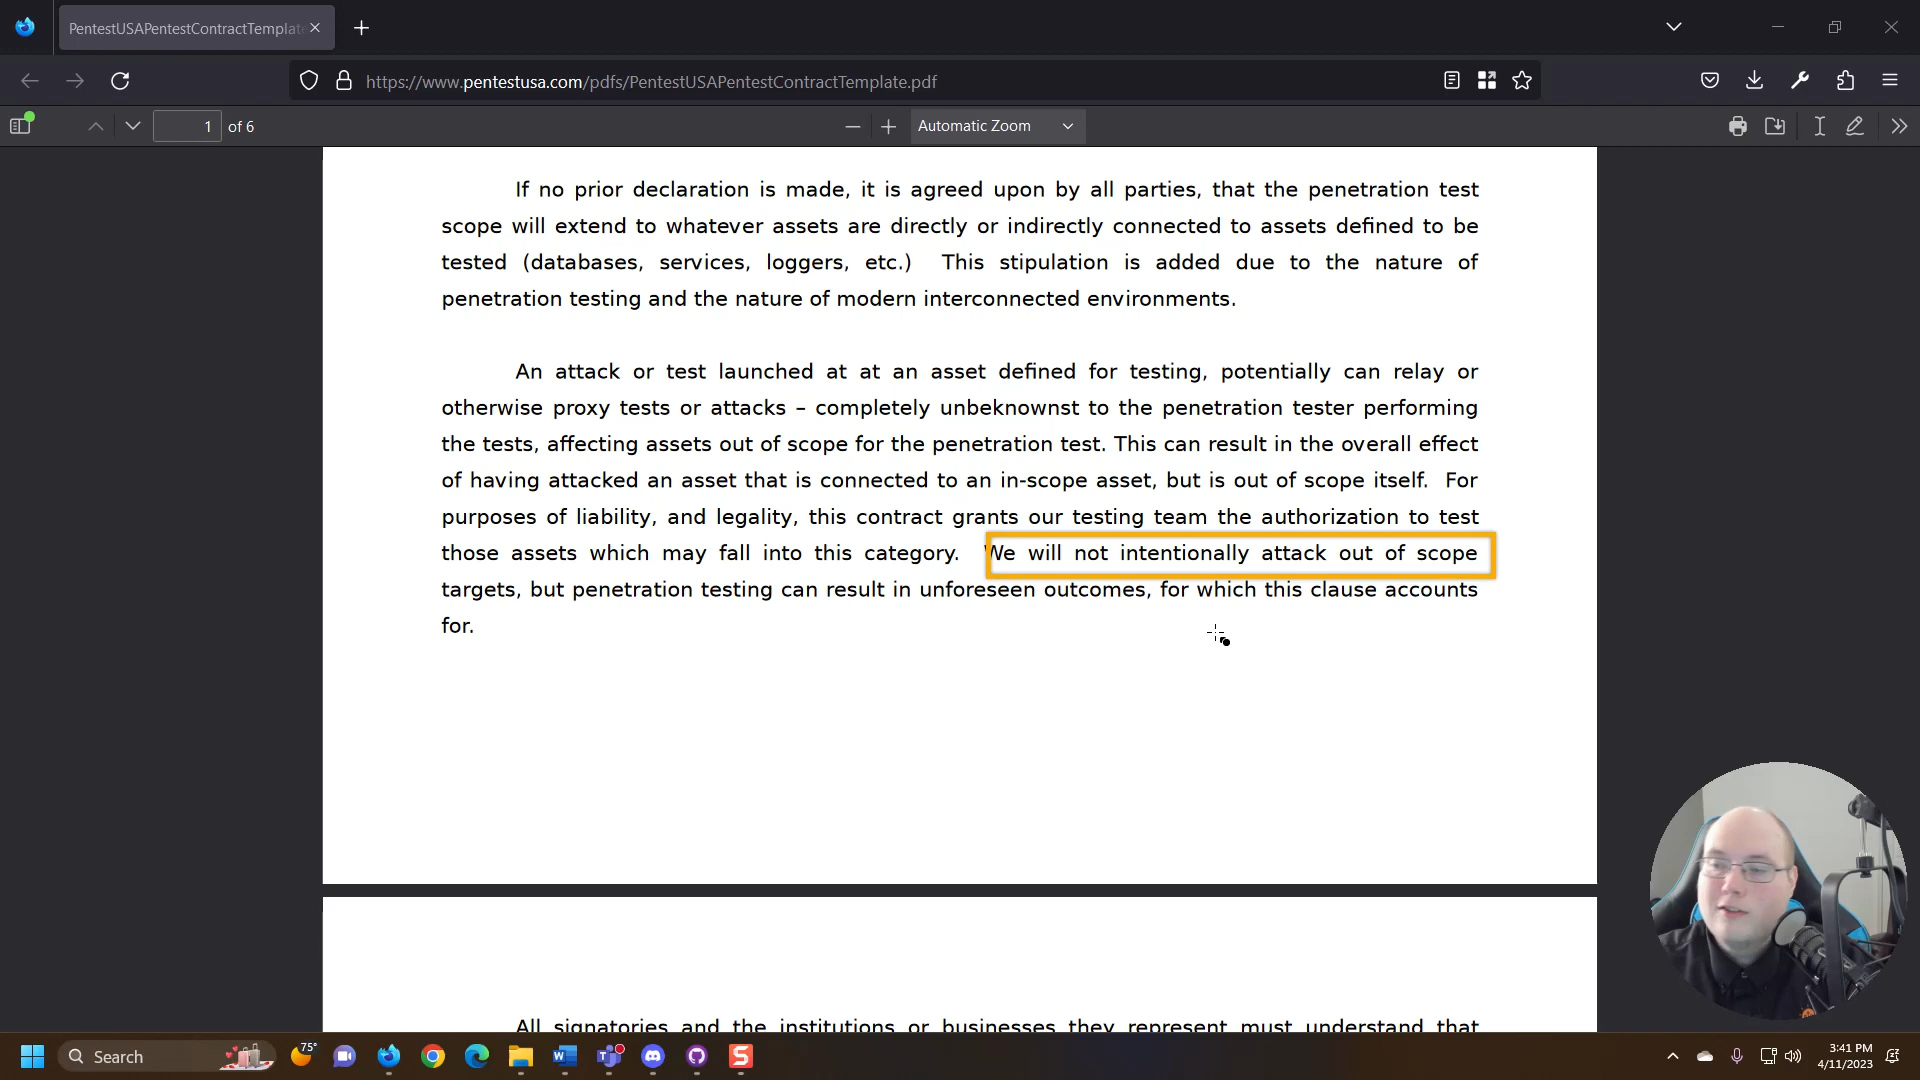 PentestUSAPentestContractTemplate
https://www.pentestusa.com/pdfs/PentestUSAPentestContractTemplate.pdf
1 of 6
Automatic Zoom
If no prior declaration is made, it is agreed upon by all parties, that the penetration test
scope will extend to whatever assets are directly or indirectly connected to assets defined to be
tested (databases, services, loggers, etc.) This stipulation is added due to the nature of
penetration testing and the nature of modern interconnected environments.
An attack or test launched at at an asset defined for testing, potentially can relay or
otherwise proxy tests or attacks – completely unbeknownst to the penetration tester performing
the tests, affecting assets out of scope for the penetration test. This can result in the overall effect
of having attacked an asset that is connected to an in-scope asset, but is out of scope itself. For
purposes of liability, and legality, this contract grants our testing team the authorization to test
those assets which may fall into this category. We will not intentionally attack out of scope
targets, but penetration testing can result in unforeseen outcomes, for which this clause accounts
for.
All signatories and the institutions or businesses they represent must understand that
Search
75°
3:41 PM
4/11/2023